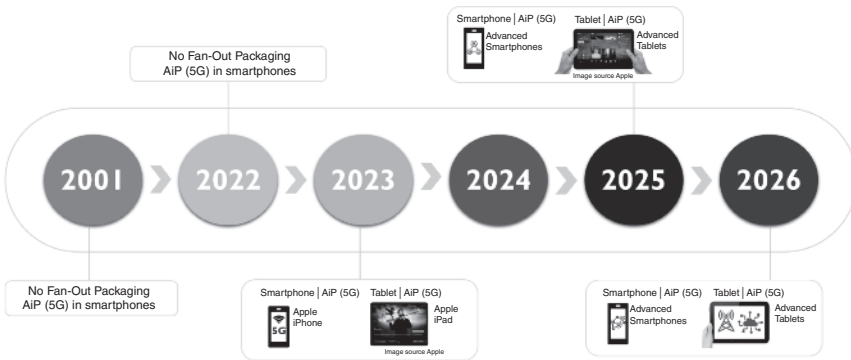 No Fan-Out Packaging
AiP (5G) in smartphones
Smartphone | AiP (5G) Tablet | AiP (5G)
Advanced
Smartphones
Advanced
Tablets
Image source Apple
2001
2022
2023
2024
2025
2026
No Fan-Out Packaging
AiP (5G) in smartphones
Smartphone | AiP (5G) Tablet | AiP (5G)
5G
Apple
iPhone
Apple
iPad
Image source Apple
Smartphone | AiP (5G) Tablet | AiP (5G)
Advanced
Smartphones
Advanced
Tablets